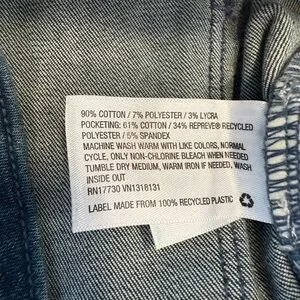 90% COTTON / 7% POLYESTER / 3% LYCRA
POCKETING: 61% COTTON / 34% REPREVE® RECYCLED
POLYESTER / 5% SPANDEX
MACHINE WASH WARM WITH LIKE COLORS, NORMAL
CYCLE, ONLY NON-CHLORINE BLEACH WHEN NEEDED
TUMBLE DRY MEDIUM, WARM IRON IF NEEDED. WASH
INSIDE OUT
RN17730 VN1318131
LABEL MADE FROM 100% RECYCLED PLASTIC